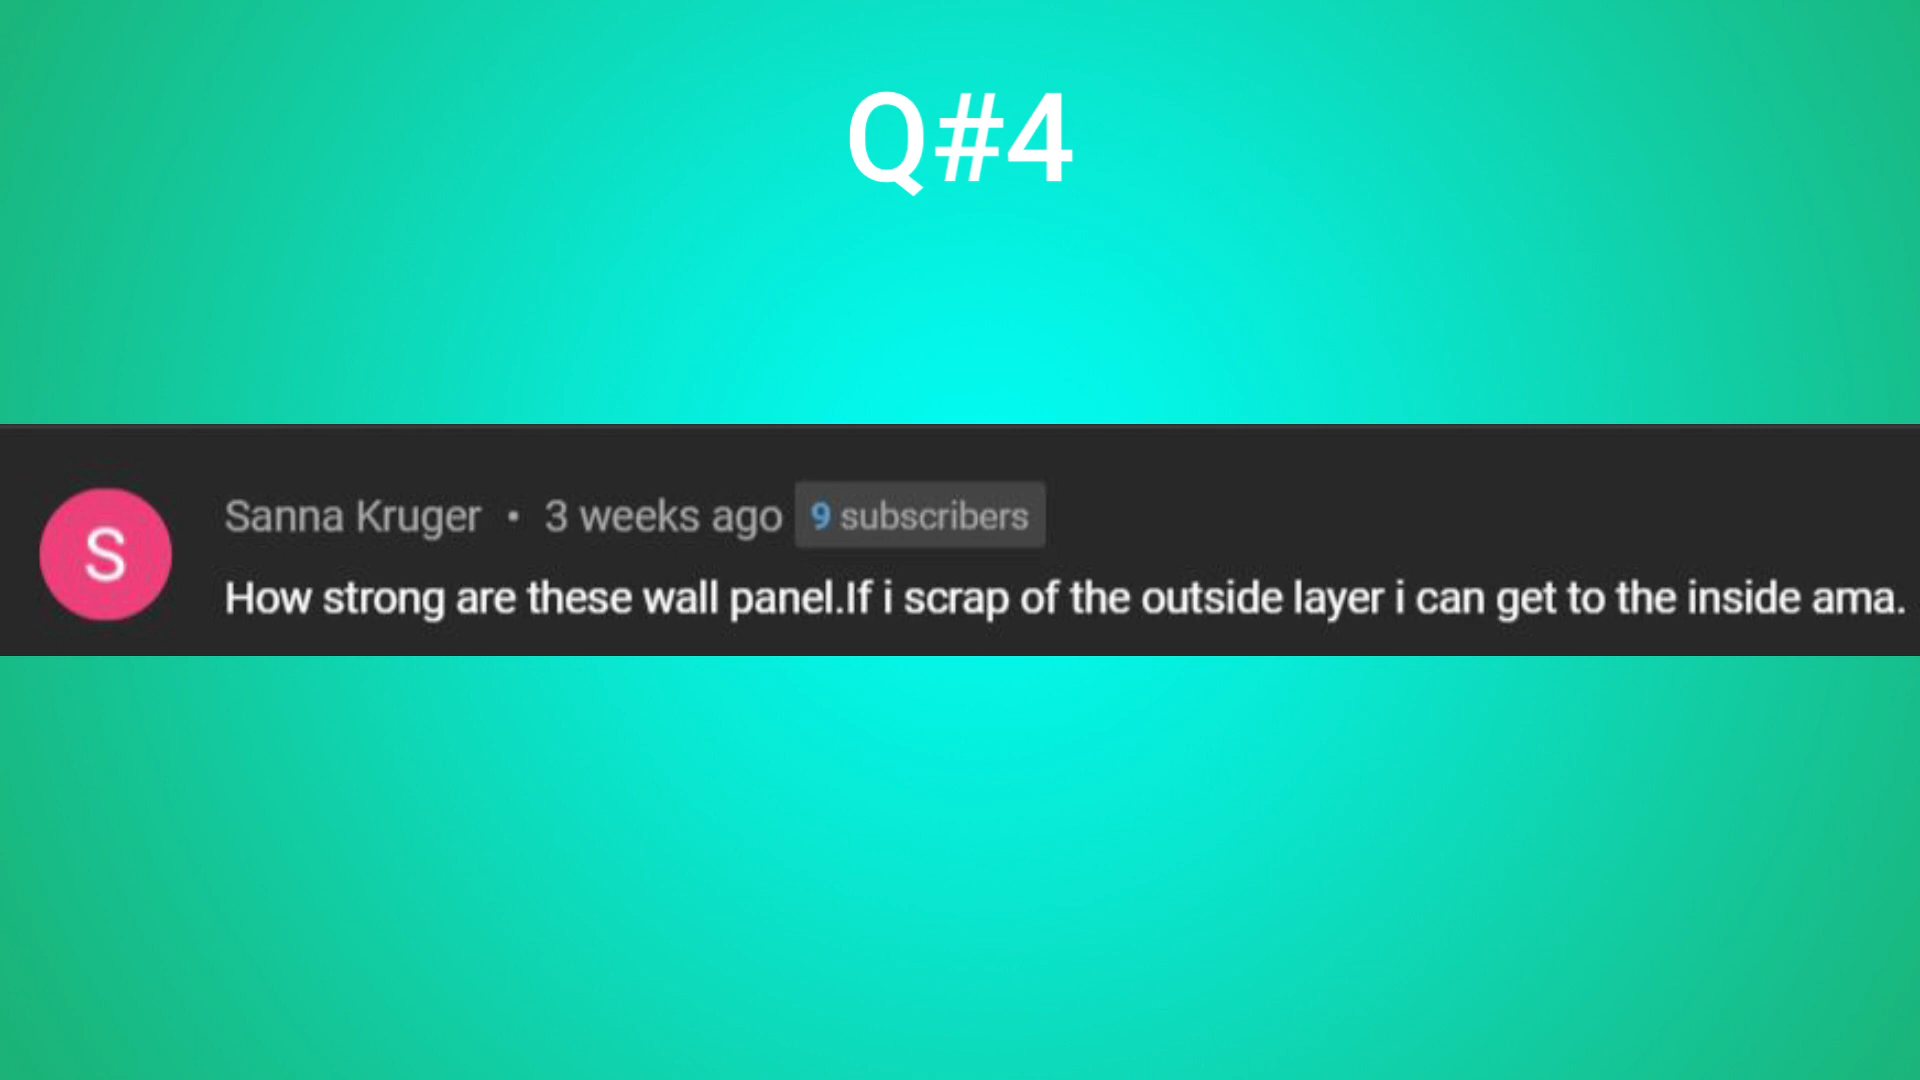 Q#4
S
Sanna Kruger • 3 weeks ago 9 subscribers
How strong are these wall panel.If i scrap of the outside layer i can get to the inside ama.